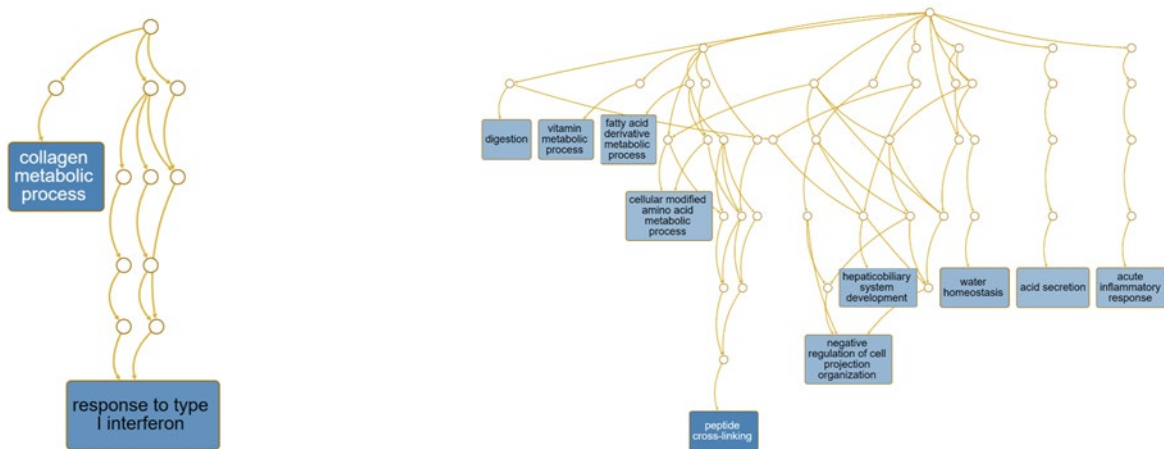 collagen
metabolic
process
response to type
I interferon
digestion
vitamin
metabolic
process
fatty acid
derivative
metabolic
process
cellular modified
amino acid
metabolic
process
hepaticobiliary
system
development
water
homeostasis
acid secretion
acute
inflammatory
response
negative
regulation of cell
projection
organization
peptide
cross-linking